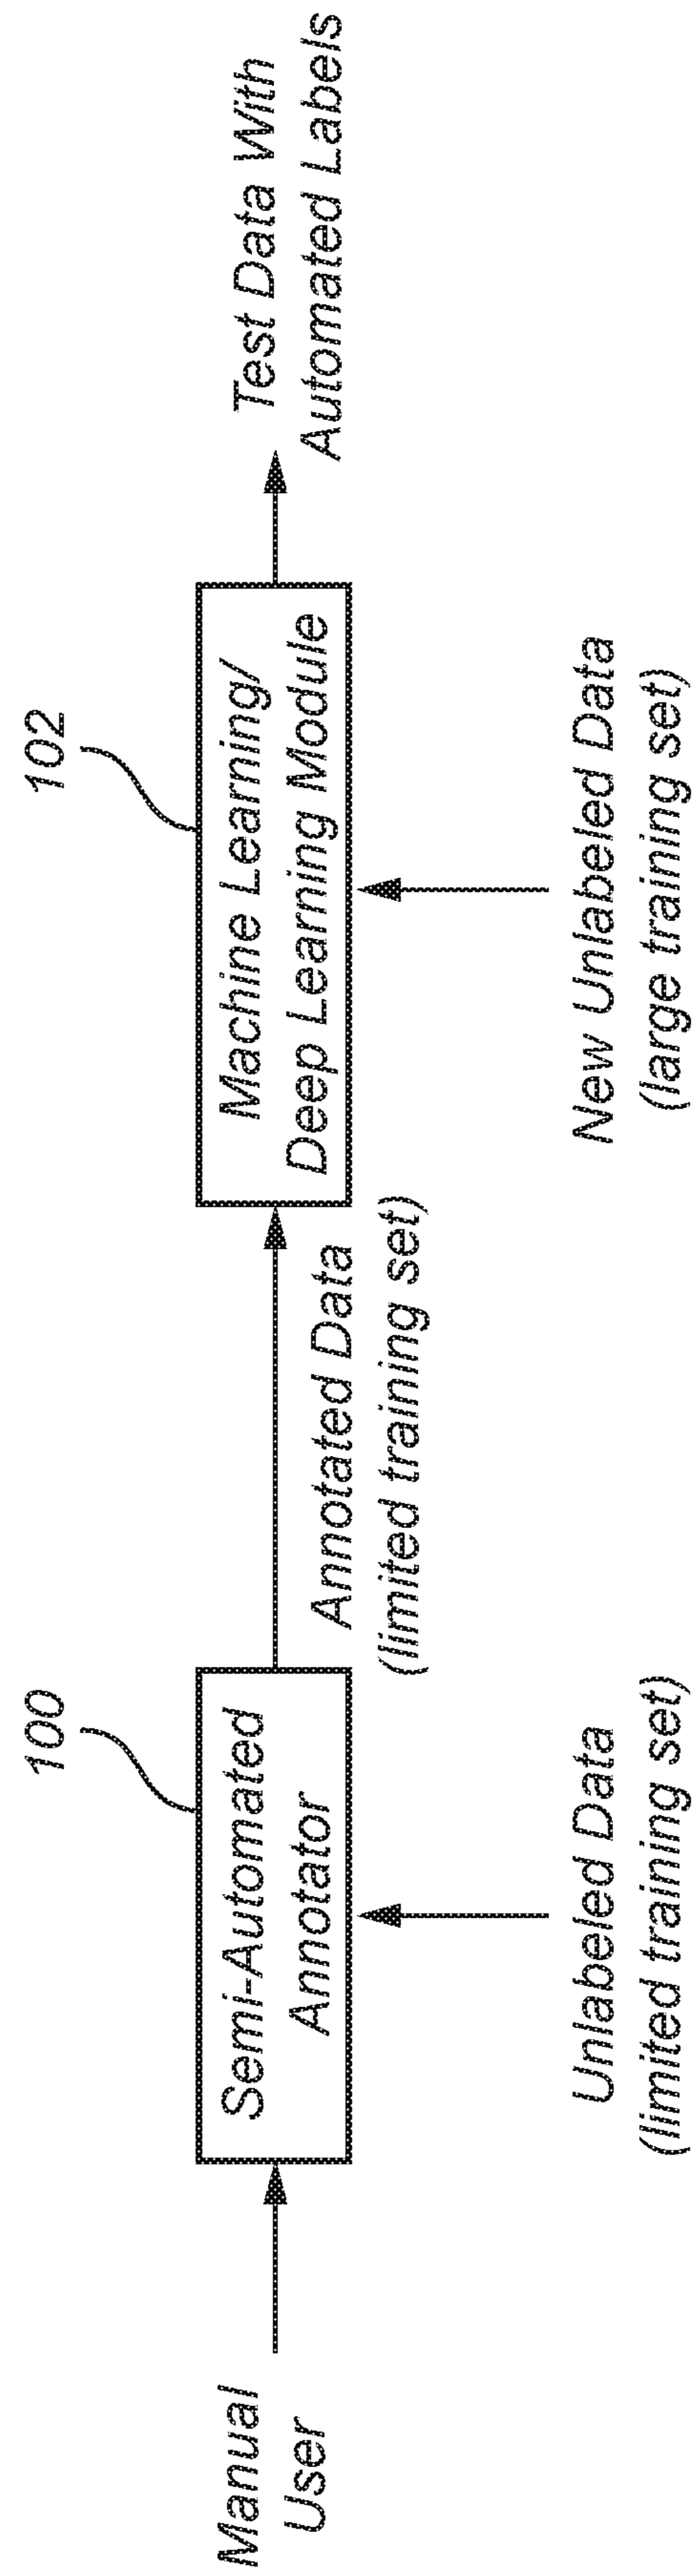 Manual
User
100
Semi-Automated
Annotator
Unlabeled Data
(limited training set)
Annotated Data
(limited training set)
102
Machine Learning/
Deep Learning Module
New Unlabeled Data
(large training set)
Test Data With
Automated Labels